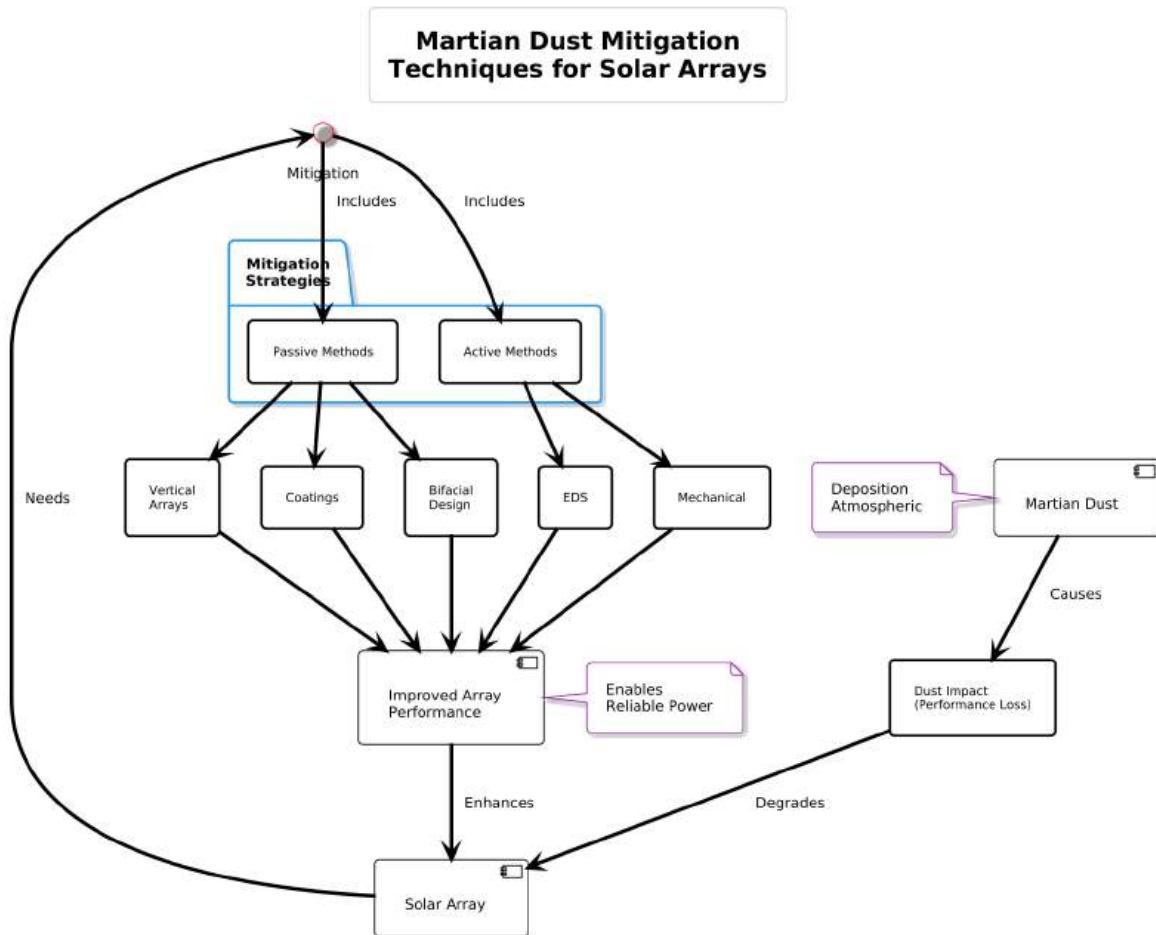 Martian Dust Mitigation
Techniques for Solar Arrays
Mitigation
Includes
Includes
Mitigation
Strategies
Passive Methods
Active Methods
Needs
Vertical
Arrays
Coatings
Bifacial
Design
EDS
Mechanical
Deposition
Atmospheric
Martian Dust
Causes
Improved Array
Performance
Enables
Reliable Power
Dust Impact
(Performance Loss)
Enhances
Degrades
Solar Array